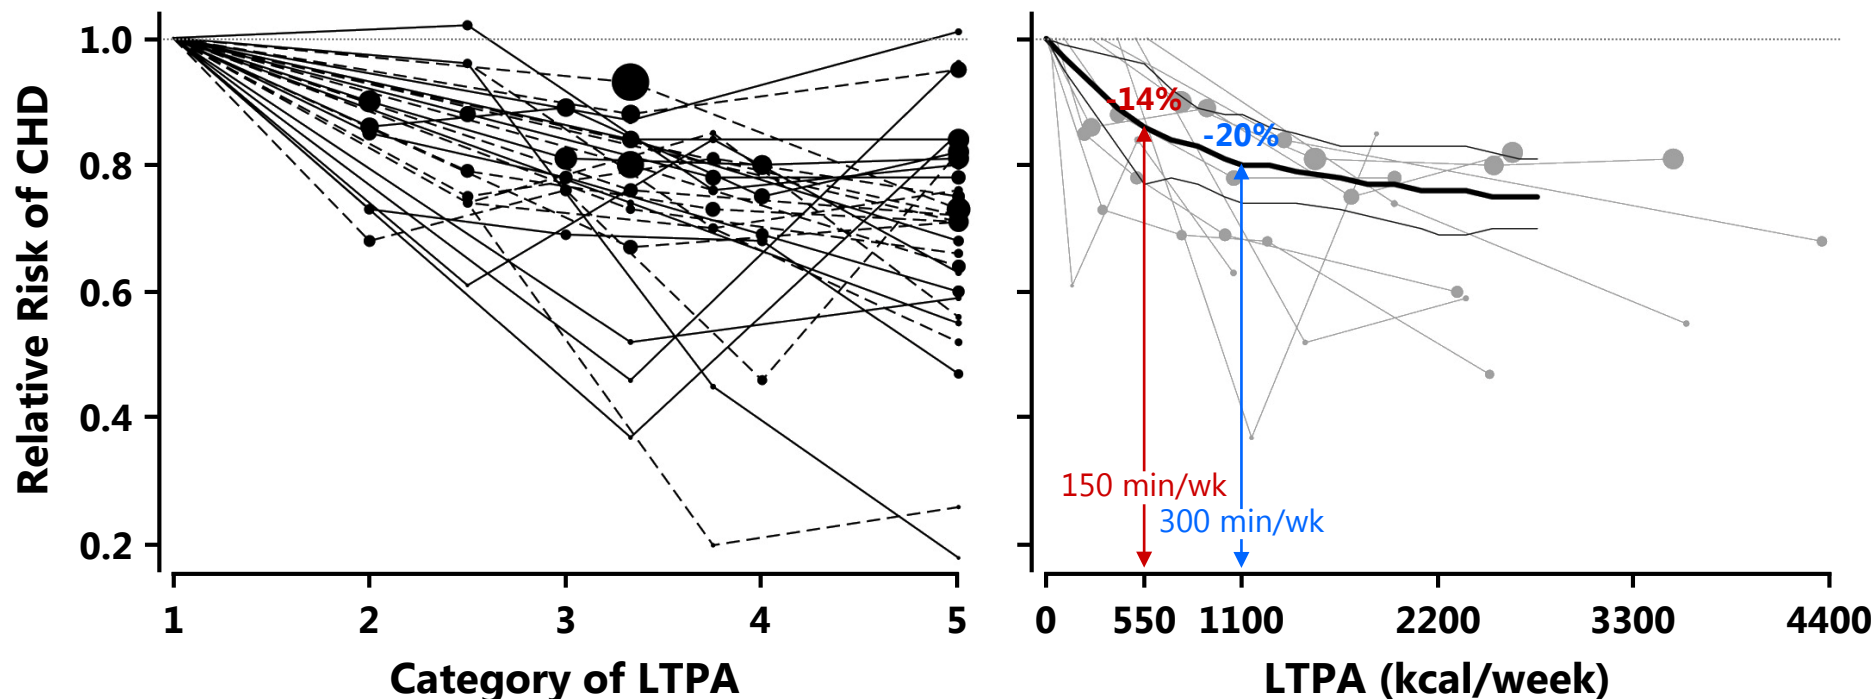 Relative Risk of CHD
1.0
0.8
0.6
0.4
0.2
1 2 3 4 5
Category of LTPA
-14%
-20%
150 min/wk
300 min/wk
0 550 1100 2200 3300 4400
LTPA (kcal/week)